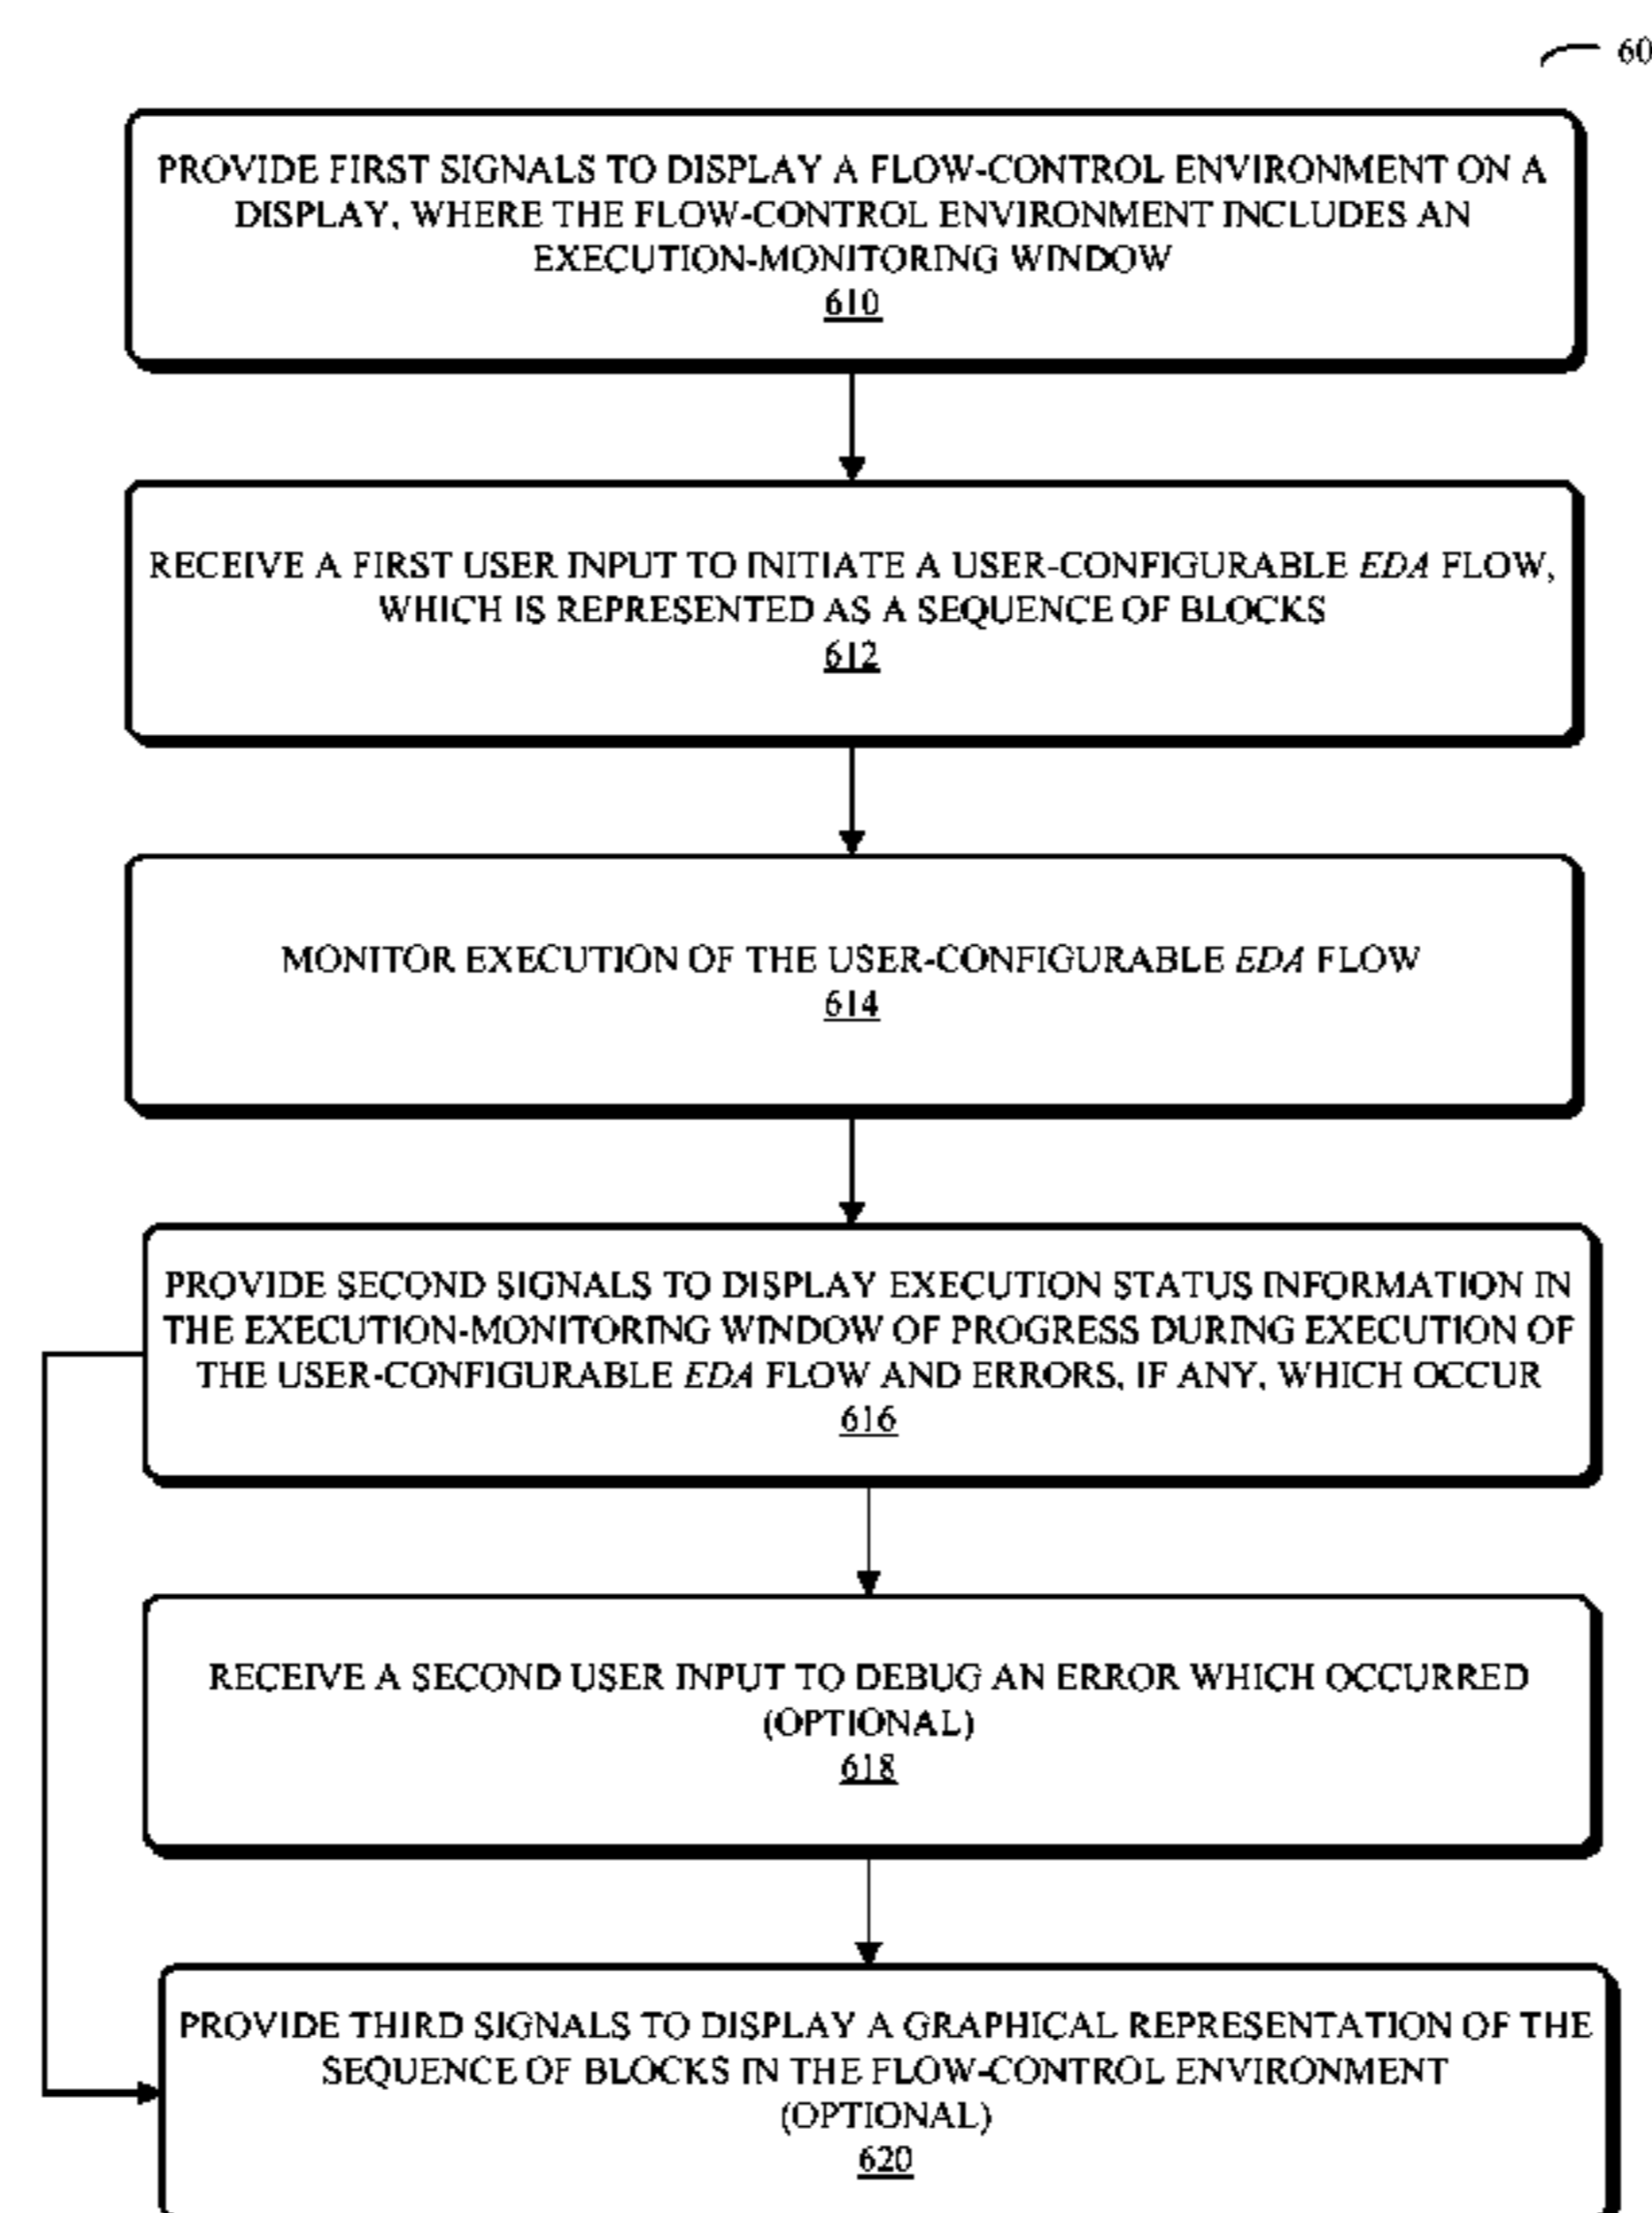 60
PROVIDE FIRST SIGNALS TO DISPLAY A FLOW-CONTROL ENVIRONMENT ON A
DISPLAY, WHERE THE FLOW-CONTROL ENVIRONMENT INCLUDES AN
EXECUTION-MONITORING WINDOW
610
RECEIVE A FIRST USER INPUT TO INITIATE A USER-CONFIGURABLE EDA FLOW,
WHICH IS REPRESENTED AS A SEQUENCE OF BLOCKS
612
MONITOR EXECUTION OF THE USER-CONFIGURABLE EDA FLOW
614
PROVIDE SECOND SIGNALS TO DISPLAY EXECUTION STATUS INFORMATION IN
THE EXECUTION-MONITORING WINDOW OF PROGRESS DURING EXECUTION OF
THE USER-CONFIGURABLE EDA FLOW AND ERRORS, IF ANY, WHICH OCCUR
616
RECEIVE A SECOND USER INPUT TO DEBUG AN ERROR WHICH OCCURRED
(OPTIONAL)
618
PROVIDE THIRD SIGNALS TO DISPLAY A GRAPHICAL REPRESENTATION OF THE
SEQUENCE OF BLOCKS IN THE FLOW-CONTROL ENVIRONMENT
(OPTIONAL)
620